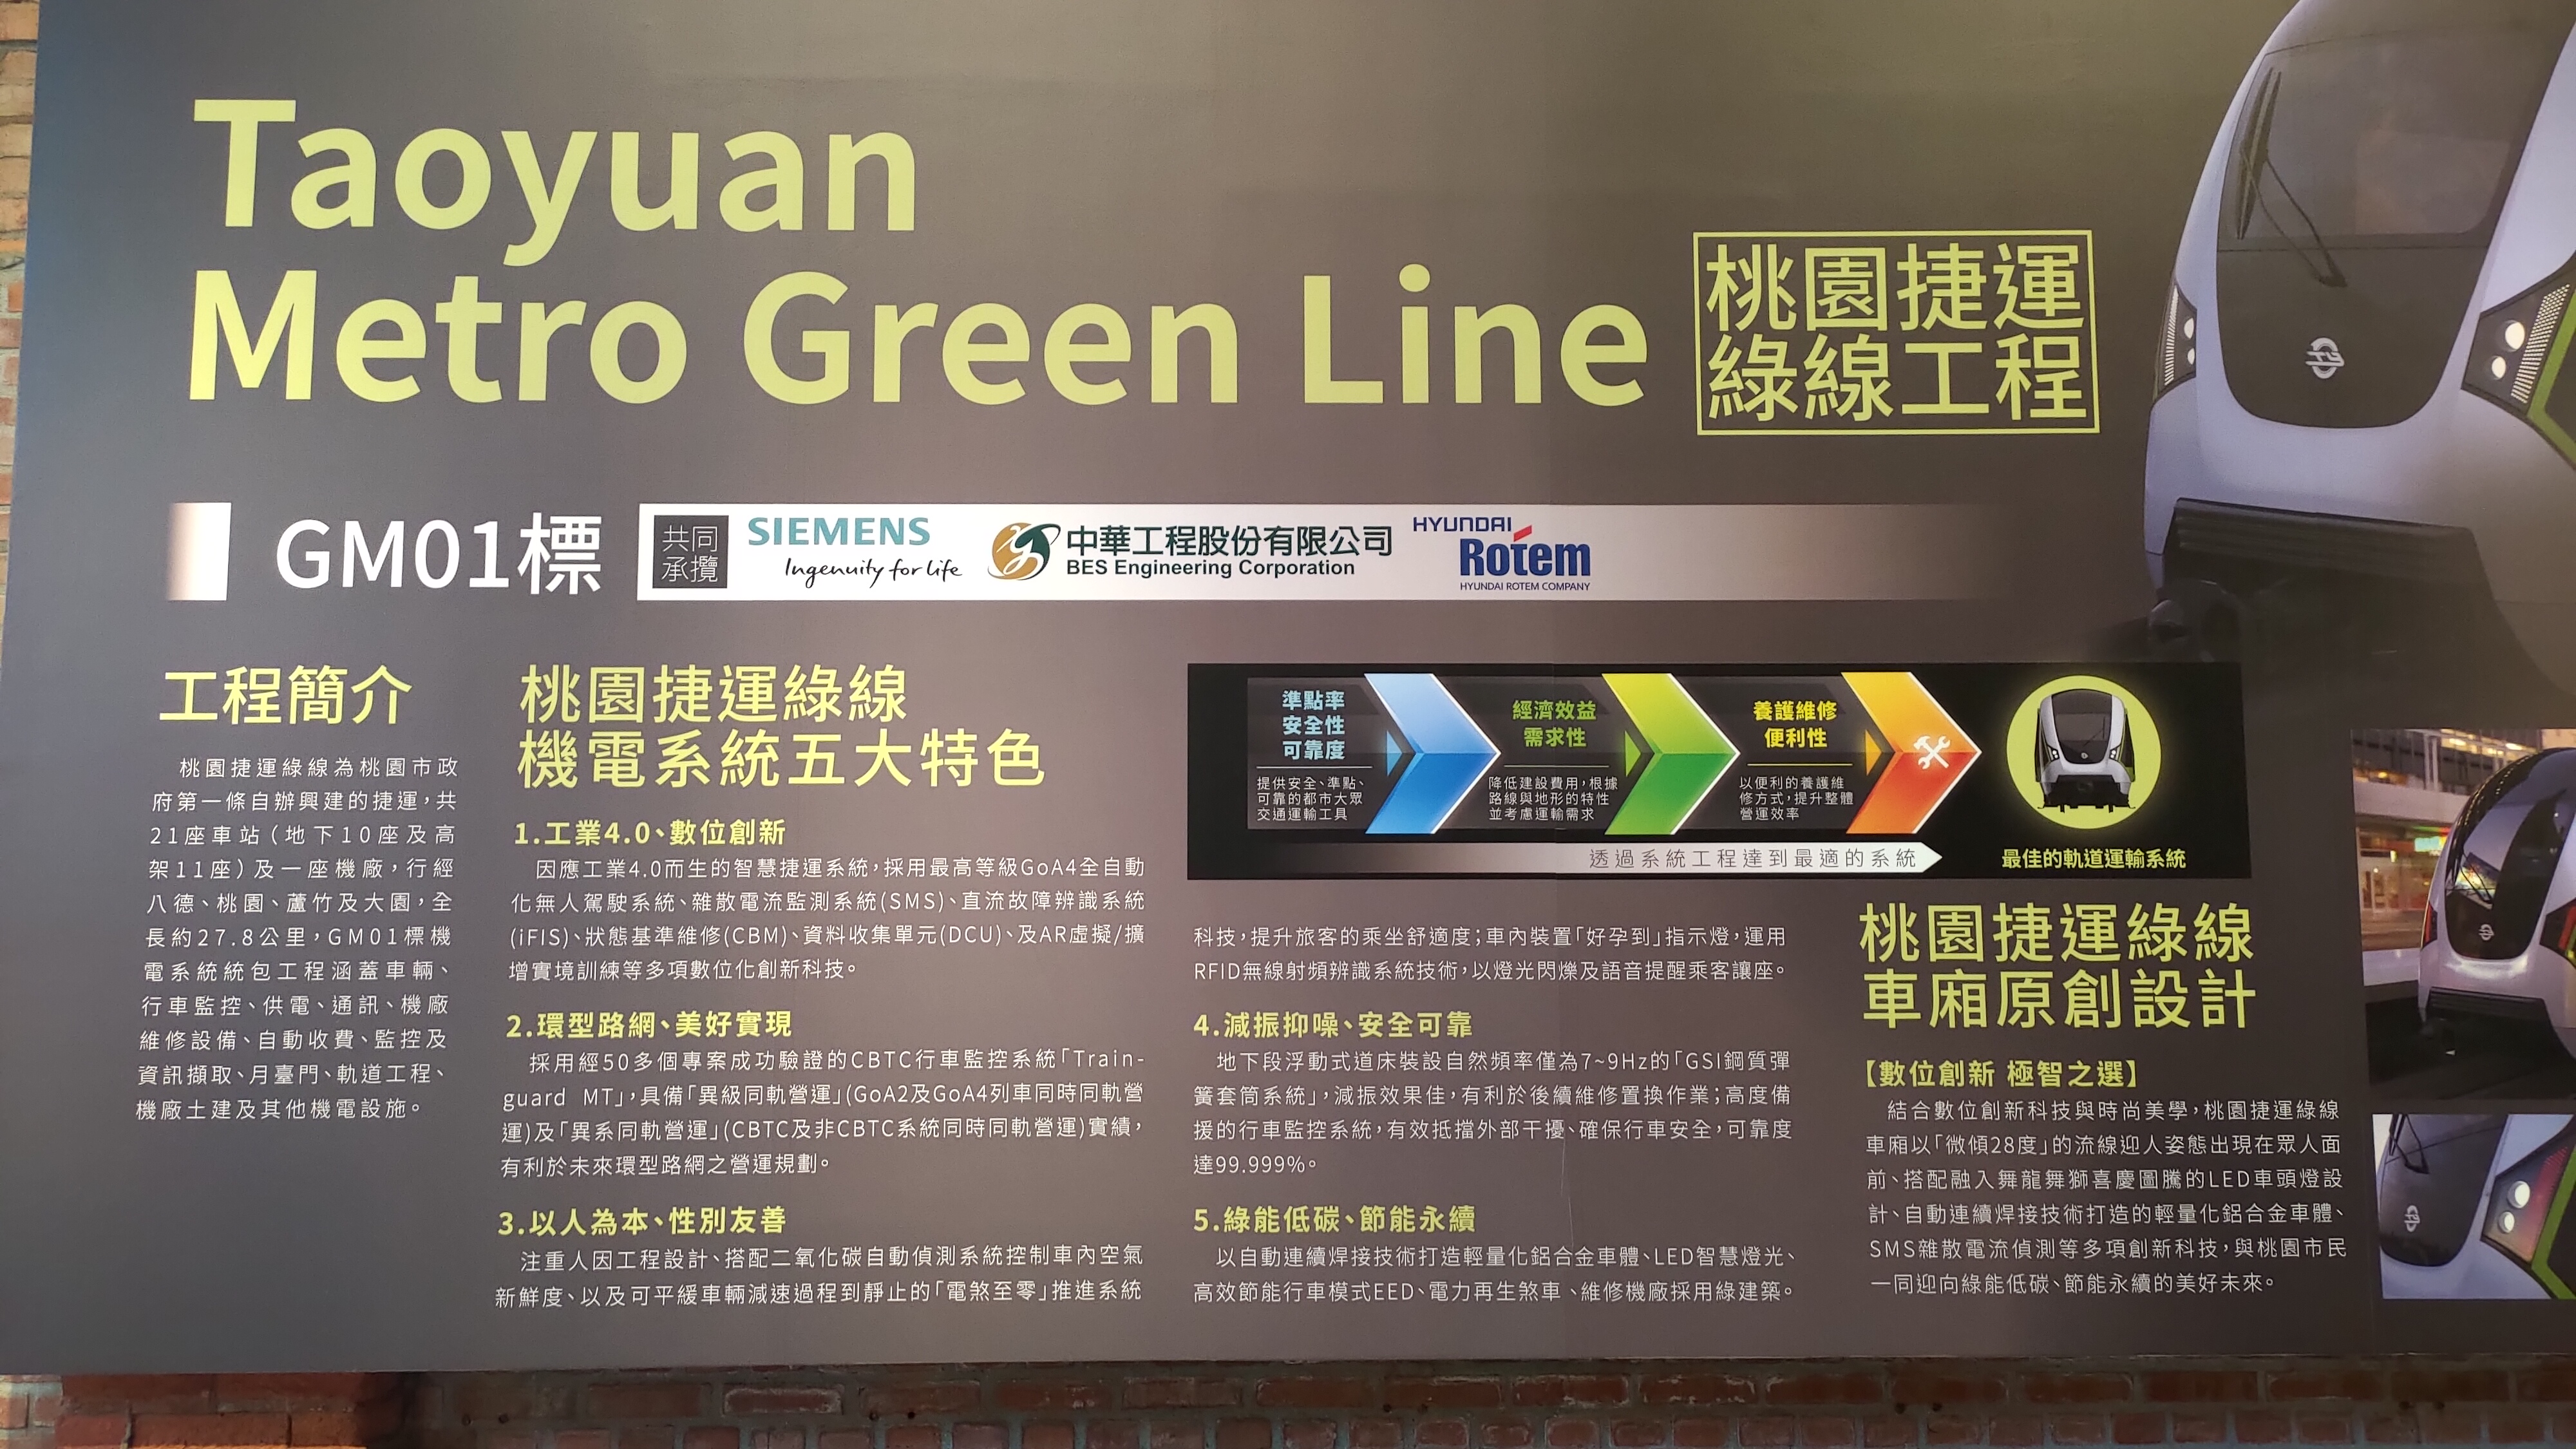 Taoyuan
Metro Green Line
桃園捷運
綠線工程
GM01標
共同
承攬
SIEMENS
Ingenuity for life
中華工程股份有限公司
BES Engineering Corporation
HYUNDAI
Rotem
HYUNDAI ROTEM COMPANY
工程簡介
桃園捷運綠線為桃園市政
府第一條自辦興建的捷運，共
21座車站（地下10座及高
架11座）及一座機廠，行經
八德、桃園、蘆竹及大園，全
長約27.8公里，GM01標機
電系統統包工程涵蓋車輛、
行車監控、供電、通訊、機廠
維修設備、自動收費、監控及
資訊擷取、月臺門、軌道工程、
機廠土建及其他機電設施。
桃園捷運綠線
機電系統五大特色
1.工業4.0、數位創新
因應工業4.0而生的智慧捷運系統，採用最高等級GoA4全自動
化無人駕駛系統、雜散電流監測系統(SMS)、直流故障辨識系統
(iFIS)、狀態基準維修(CBM)、資料收集單元(DCU)、及AR虛擬/擴
增實境訓練等多項數位化創新科技。
2.環型路網、美好實現
採用經50多個專案成功驗證的CBTC行車監控系統「Train-
guard MT」，具備「異級同軌營運」(GoA2及GoA4列車同時同軌營
運)及「異系同軌營運」(CBTC及非CBTC系統同時同軌營運)實績，
有利於未來環型路網之營運規劃。
3.以人為本、性別友善
注重人因工程設計、搭配二氧化碳自動偵測系統控制車內空氣
新鮮度、以及可平緩車輛減速過程到靜止的「電煞至零」推進系統
準點率
安全性
可靠度
提供安全、準點、
可靠的都市大眾
交通運輸工具
經濟效益
需求性
降低建設費用，根據
路線與地形的特性
並考慮運輸需求
養護維修
便利性
以便利的養護維
修方式，提升整體
營運效率
透過系統工程達到最適的系統
最佳的軌道運輸系統
科技，提升旅客的乘坐舒適度；車內裝置「好孕到」指示燈，運用
RFID無線射頻辨識系統技術，以燈光閃爍及語音提醒乘客讓座。
4.減振抑噪、安全可靠
地下段浮動式道床裝設自然頻率僅為7~9Hz的「GSI鋼質彈
簧套筒系統」，減振效果佳，有利於後續維修置換作業；高度備
援的行車監控系統，有效抵擋外部干擾、確保行車安全，可靠度
達99.999%。
5.綠能低碳、節能永續
以自動連續焊接技術打造輕量化鋁合金車體、LED智慧燈光、
高效節能行車模式EED、電力再生煞車、維修機廠採用綠建築。
桃園捷運綠線
車廂原創設計
【數位創新 極智之選】
結合數位創新科技與時尚美學，桃園捷運綠線
車廂以「微傾28度」的流線迎人姿態出現在眾人面
前、搭配融入舞龍舞獅喜慶圖騰的LED車頭燈設
計、自動連續焊接技術打造的輕量化鋁合金車體、
SMS雜散電流偵測等多項創新科技，與桃園市民
一同迎向綠能低碳、節能永續的美好未來。